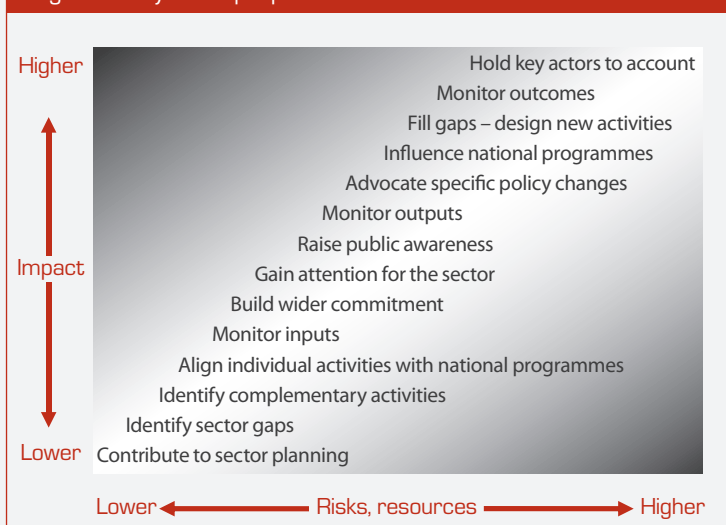 Higher
Hold key actors to account
Monitor outcomes
Fill gaps – design new activities
Influence national programmes
Advocate specific policy changes
Monitor outputs
Raise public awareness
Impact
Gain attention for the sector
Build wider commitment
Monitor inputs
Align individual activities with national programmes
Identify complementary activities
Identify sector gaps
Lower Contribute to sector planning
Lower Risks, resources Higher